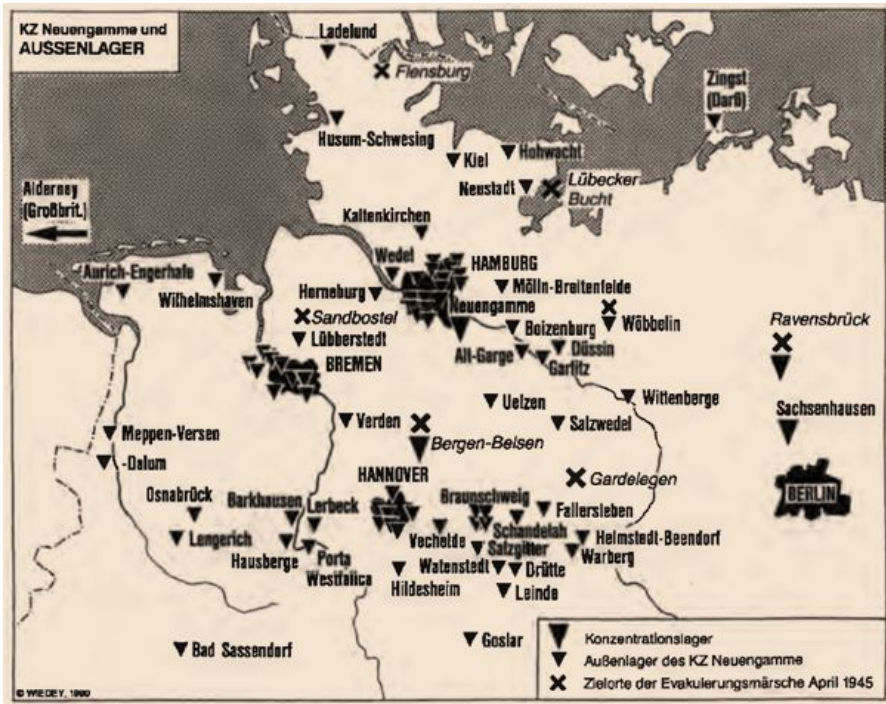 KZ Neuengamme und
AUSSENLAGER
Ladelund
Flensburg
Zingst
(Darß)
Husum-Schwesing
Kiel
Hohwacht
Neustadt
Lübecker
Bucht
Alderney
(Großbrit.)
Kaltenkirchen
Wedel
HAMBURG
Aurich-Engerhafe
Wilhelmshaven
Horneburg
Neuengamme
Mölln-Breitenfelde
Sandbostel
Boizenburg
Wöbbelin
Ravensbrück
Lübberstedt
Alt-Garge
Düssin
Garlitz
BREMEN
Uelzen
Wittenberge
Sachsenhausen
Verden
Salzwedel
Meppen-Versen
Bergen-Belsen
-Dalum
HANNOVER
Gardelegen
BERLIN
Osnabrück
Barkhausen
Lerbeck
Braunschweig
Fallersleben
Lengerich
Vechelde
Schandelah
Helmstedt-Beendorf
Hausberge
Porta
Westfalica
Salzgitter
Warberg
Hildesheim
Watenstedt
Drütte
Leinde
Goslar
Bad Sassendorf
Konzentrationslager
Außenlager des KZ Neuengamme
Zielorte der Evakuierungsmärsche April 1945
© WIEDEY, 1990